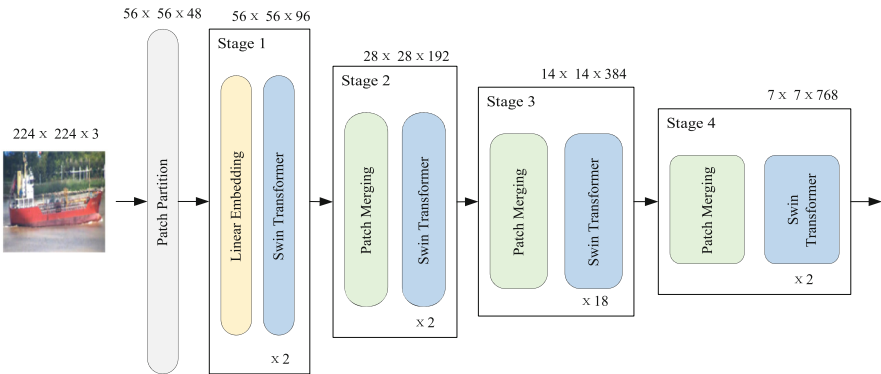 224 x 224 x 3
56 x 56 x 48
Patch Partition
56 x 56 x 96
Stage 1
Linear Embedding
Swin Transformer
x 2
28 x 28 x 192
Stage 2
Patch Merging
Swin Transformer
x 2
14 x 14 x 384
Stage 3
Patch Merging
Swin Transformer
x 18
7 x 7 x 768
Stage 4
Patch Merging
Swin
Transformer
x 2